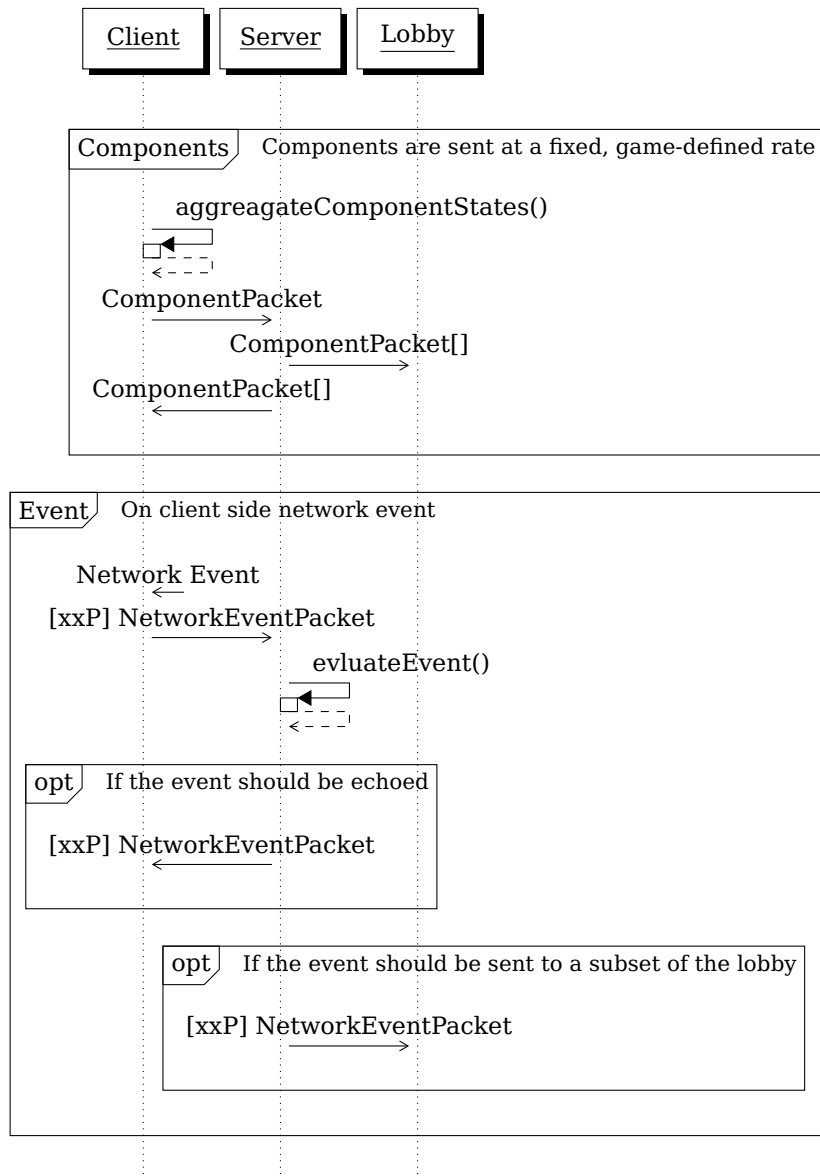 Client Server Lobby
Components Components are sent at a fixed, game-defined rate
aggreagateComponentStates()
ComponentPacket
ComponentPacket[]
ComponentPacket[]
Event On client side network event
Network Event
[xxP] NetworkEventPacket
evluateEvent()
opt If the event should be echoed
[xxP] NetworkEventPacket
opt If the event should be sent to a subset of the lobby
[xxP] NetworkEventPacket